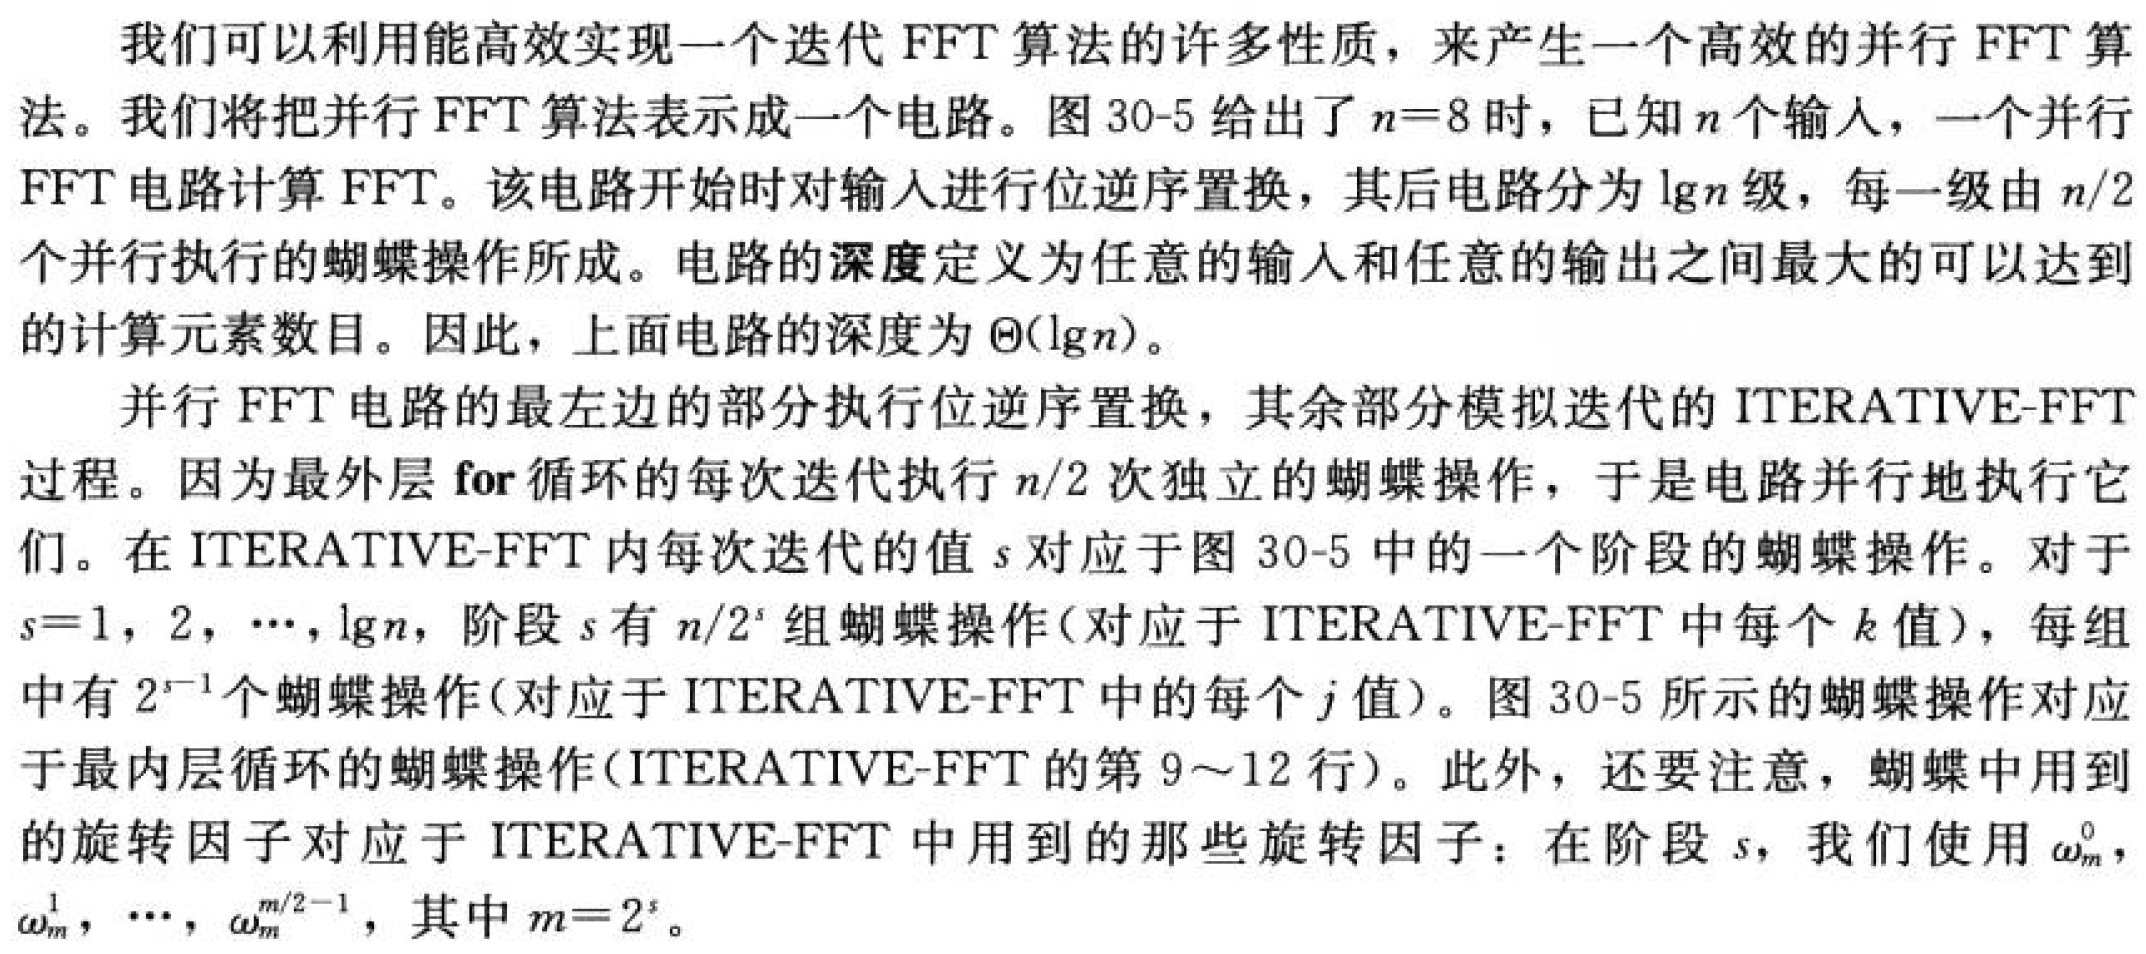 我们可以利用能高效实现一个迭代 FFT 算法的许多性质，来产生一个高效的并行 FFT 算
法。我们将把并行 FFT 算法表示成一个电路。图 30-5 给出了 n=8 时，已知 n 个输入，一个并行
FFT 电路计算 FFT。该电路开始时对输入进行位逆序置换，其后电路分为 lgn 级，每一级由 n/2
个并行执行的蝴蝶操作所成。电路的深度定义为任意的输入和任意的输出之间最大的可以达到
的计算元素数目。因此，上面电路的深度为 Θ(lgn)。
并行 FFT 电路的最左边的部分执行位逆序置换，其余部分模拟迭代的 ITERATIVE-FFT
过程。因为最外层 for 循环的每次迭代执行 n/2 次独立的蝴蝶操作，于是电路并行地执行它
们。在 ITERATIVE-FFT 内每次迭代的值 s 对应于图 30-5 中的一个阶段的蝴蝶操作。对于
s=1，2，…，lgn，阶段 s 有 n/2^s 组蝴蝶操作(对应于 ITERATIVE-FFT 中每个 k 值)，每组
中有 2^{s-1} 个蝴蝶操作(对应于 ITERATIVE-FFT 中的每个 j 值)。图 30-5 所示的蝴蝶操作对应
于最内层循环的蝴蝶操作(ITERATIVE-FFT 的第 9～12 行)。此外，还要注意，蝴蝶中用到
的旋转因子对应于 ITERATIVE-FFT 中用到的那些旋转因子：在阶段 s，我们使用 ω_m^0，
ω_m^1，…，ω_m^{m/2-1}，其中 m=2^s。